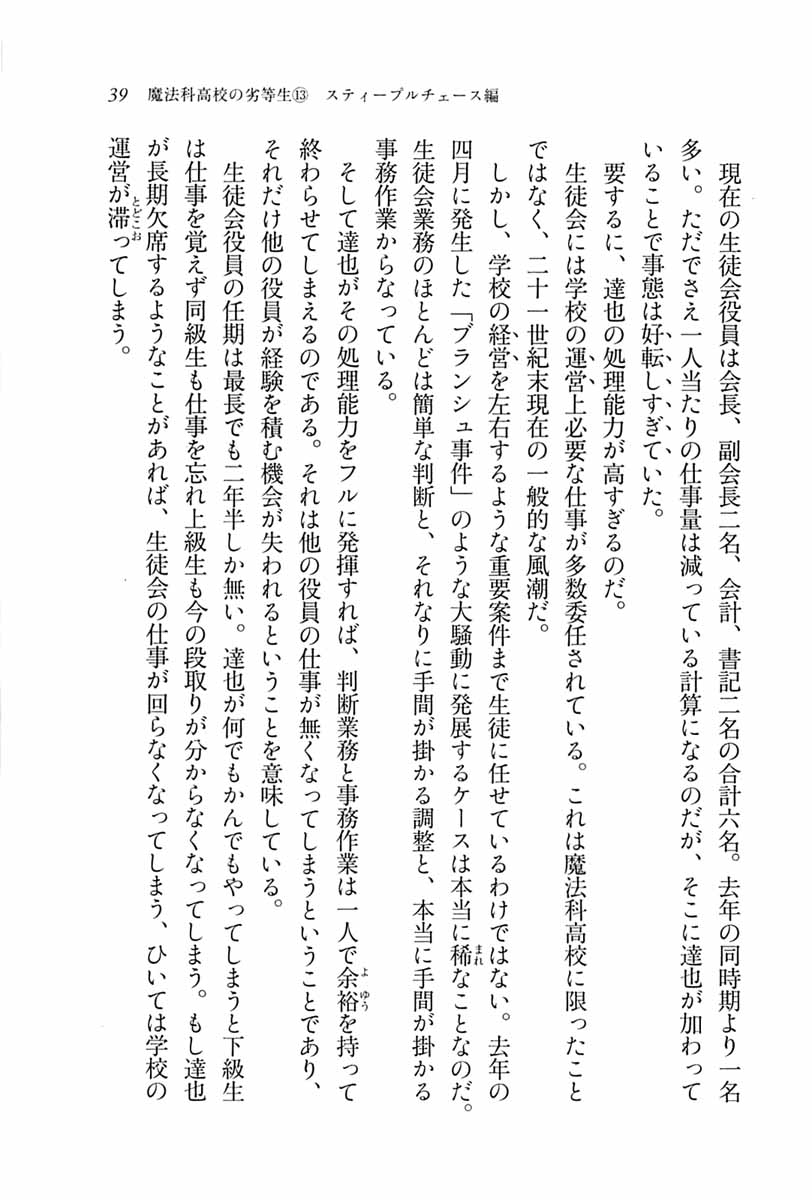 39 魔法科高校の劣等生⑬ スティープルチェース編
現在の生徒会役員は会長、副会長二名、会計、書記二名の合計六名。去年の同時期より一名
多い。ただでさえ一人当たりの仕事量は減っている計算になるのだが、そこに達也が加わって
いることで事態は好転しすぎていた。
要するに、達也の処理能力が高すぎるのだ。
生徒会には学校の運営上必要な仕事が多数委任されている。これは魔法科高校に限ったこと
ではなく、二十一世紀末現在の一般的な風潮だ。
しかし、学校の経営を左右するような重要案件まで生徒に任せているわけではない。去年の
四月に発生した「ブランシュ事件」のような大騒動に発展するケースは本当に稀なことなのだ。
生徒会業務のほとんどは簡単な判断と、それなりに手間が掛かる調整と、本当に手間が掛かる
事務作業からなっている。
そして達也がその処理能力をフルに発揮すれば、判断業務と事務作業は一人で余裕を持って
終わらせてしまえるのである。それは他の役員の仕事が無くなってしまうということであり、
それだけ他の役員が経験を積む機会が失われるということを意味している。
生徒会役員の任期は最長でも二年半しか無い。達也が何でもかんでもやってしまうと下級生
は仕事を覚えず同級生も仕事を忘れ上級生も今の段取りが分からなくなってしまう。もし達也
が長期欠席するようなことがあれば、生徒会の仕事が回らなくなってしまう、ひいては学校の
運営が滞ってしまう。